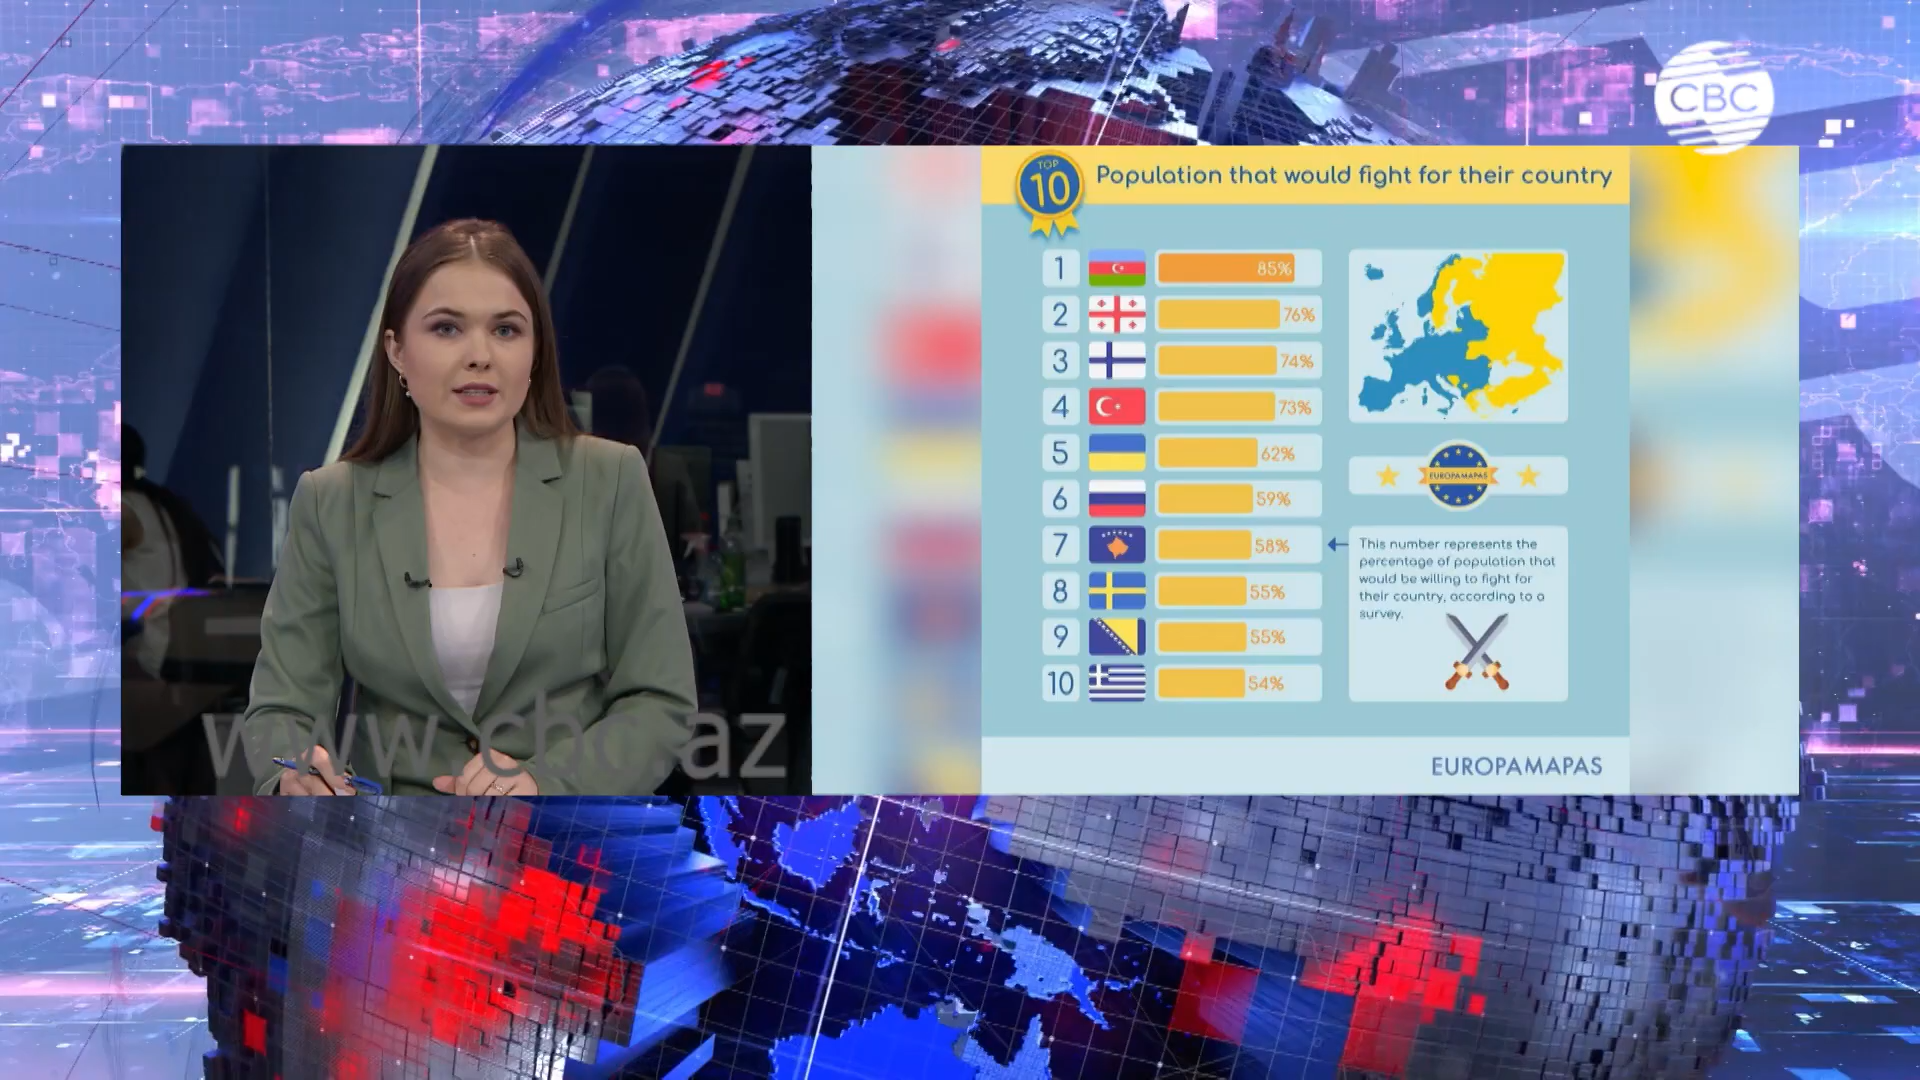 CBC
TOP
10
Population that would fight for their country
1
85%
2
76%
3
74%
4
73%
5
62%
6
59%
7
58%
8
55%
9
55%
10
54%
EUROPAMAPAS
This number represents the
percentage of population that
would be willing to fight for
their country, according to a
survey.
EUROPAMAPAS
www.cbc.az